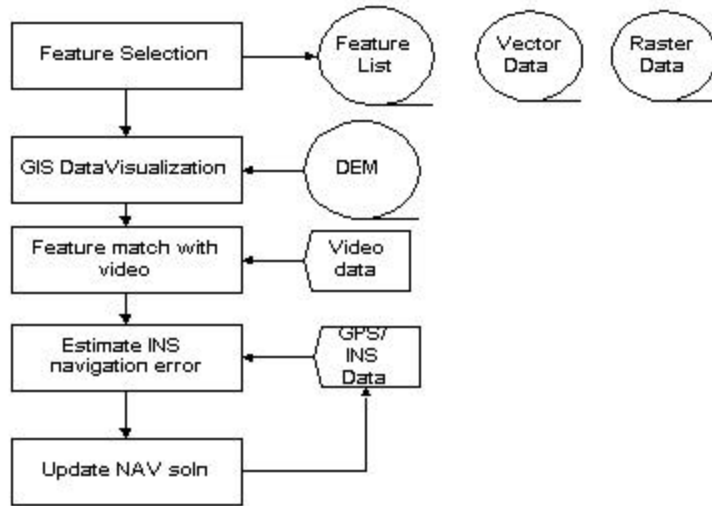 Feature Selection
Feature
List
Vector
Data
Raster
Data
GIS DataVisualization
DEM
Feature match with
video
Video
data
Estimate INS
navigation error
GPS/
INS
Data
Update NAV soln